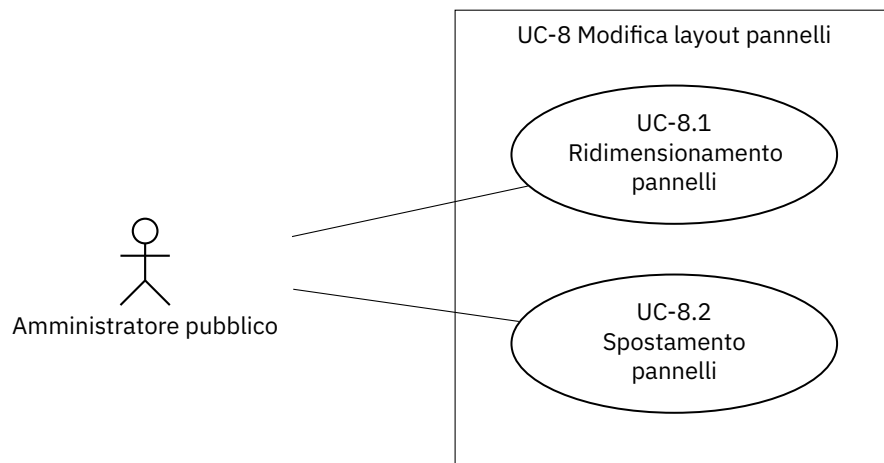 UC-8 Modifica layout pannelli
UC-8.1
Ridimensionamento
pannelli
Amministratore pubblico
UC-8.2
Spostamento
pannelli